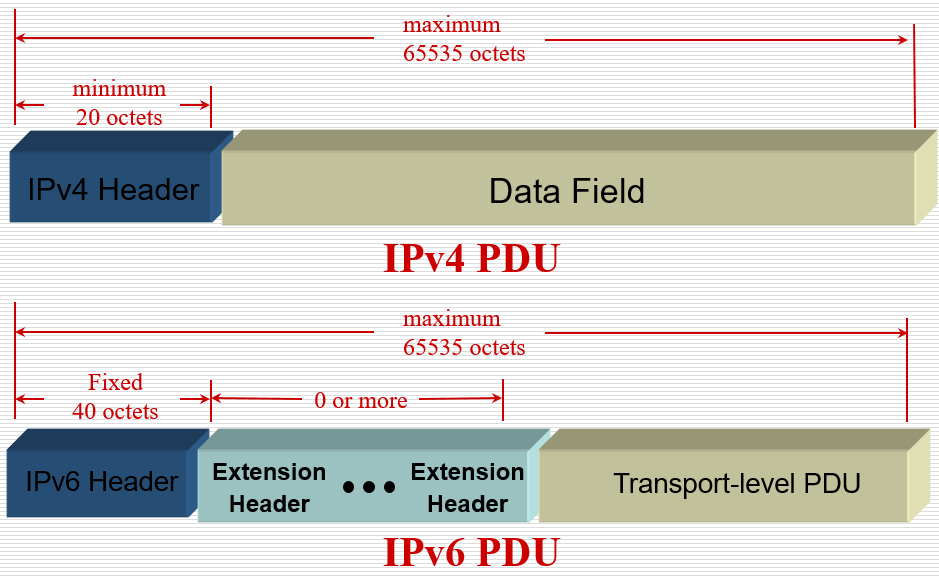 maximum
65535 octets
minimum
20 octets
IPv4 Header
Data Field
IPv4 PDU
maximum
65535 octets
Fixed
40 octets
0 or more
IPv6 Header
Extension
Header
Extension
Header
Transport-level PDU
IPv6 PDU